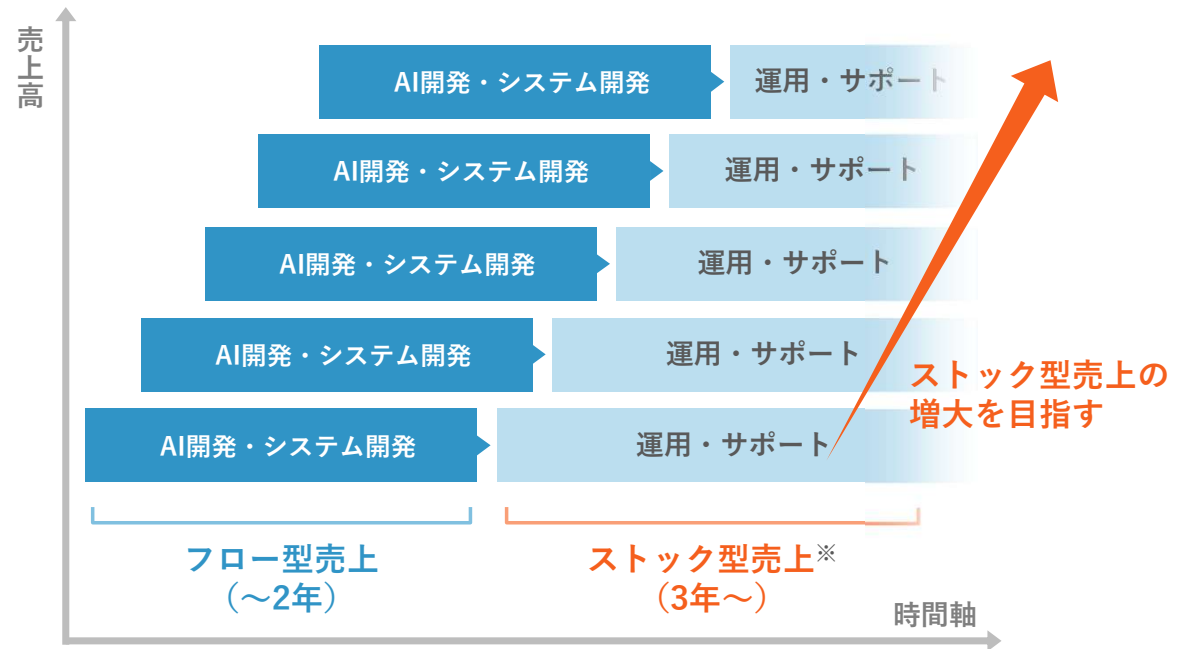 売上高
AI開発・システム開発
運用・サポート
AI開発・システム開発
運用・サポート
AI開発・システム開発
運用・サポート
AI開発・システム開発
運用・サポート
ストック型売上の
増大を目指す
AI開発・システム開発
運用・サポート
フロー型売上
（～2年）
ストック型売上※
（3年～）
時間軸